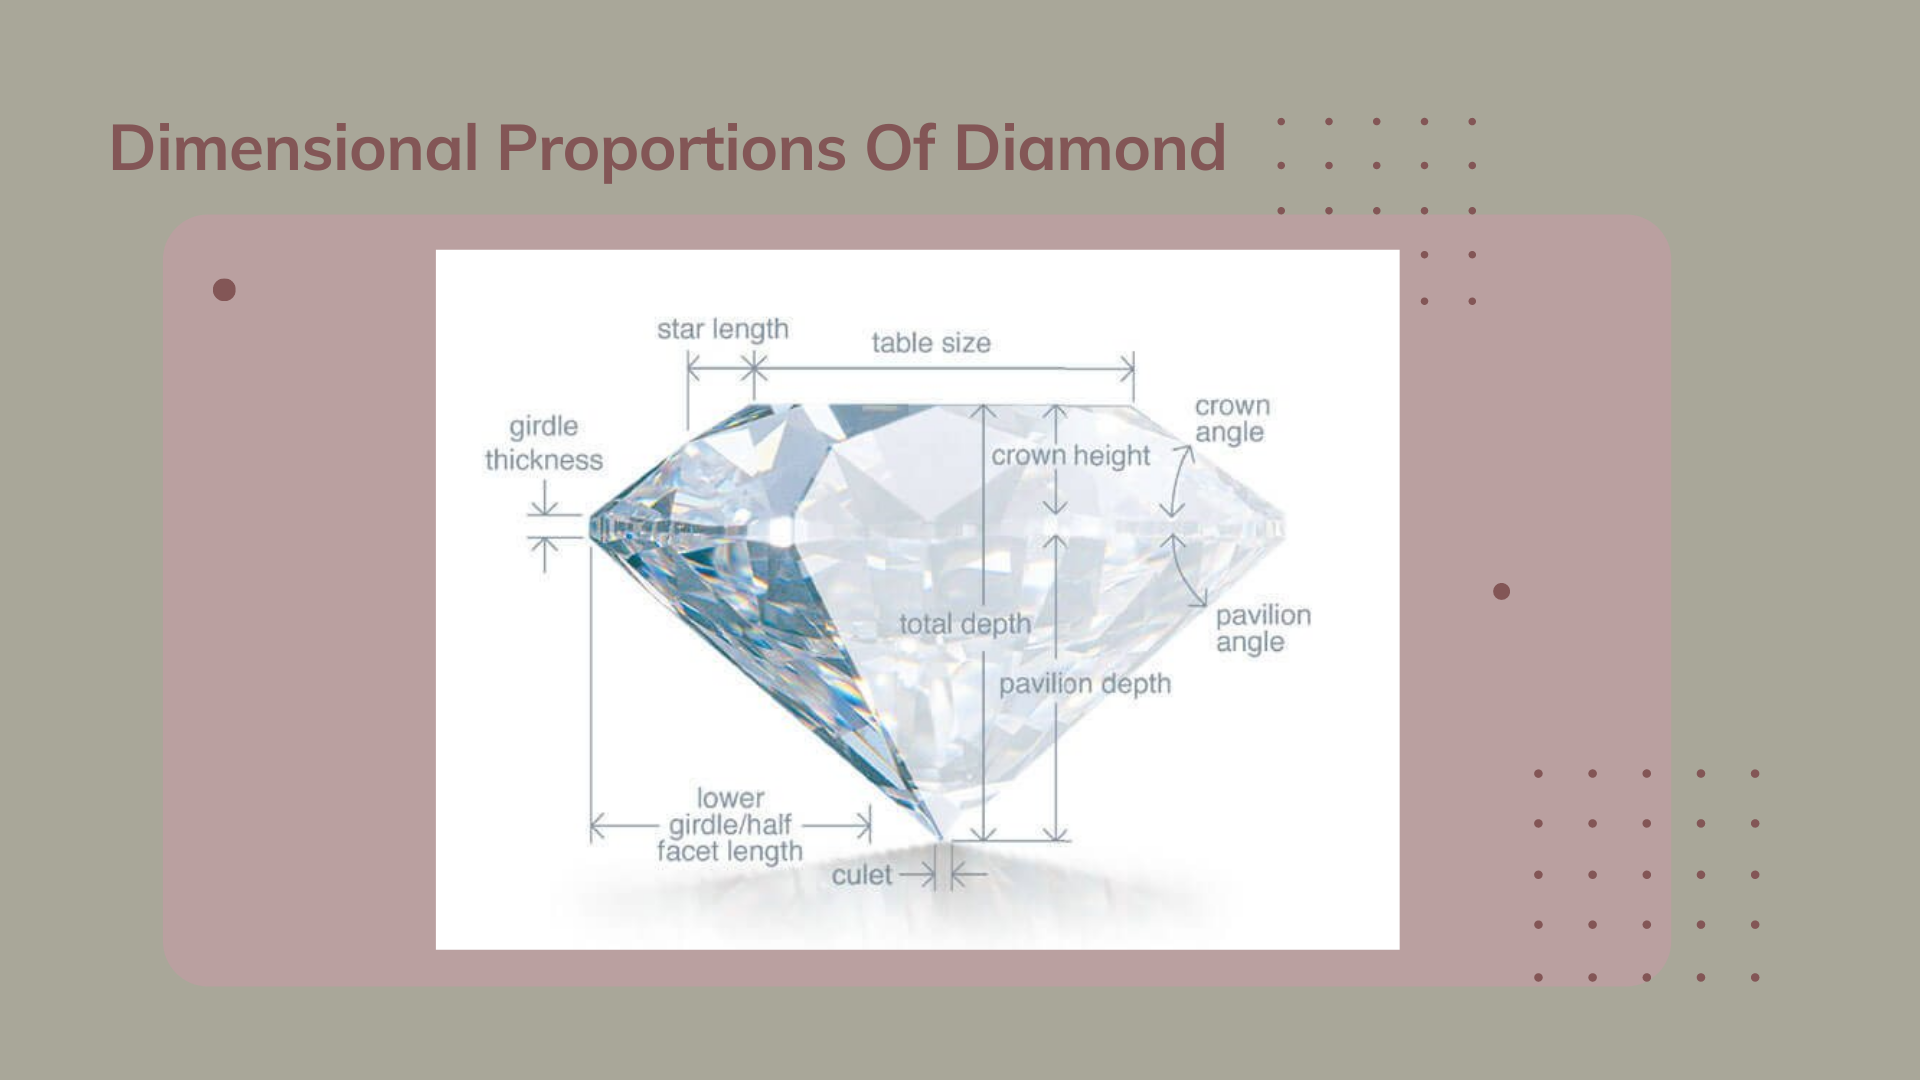 Dimensional Proportions Of Diamond
star length
table size
girdle
thickness
crown
angle
crown height
total depth
pavilion
angle
pavilion depth
lower
girdle/half
facet length
culet